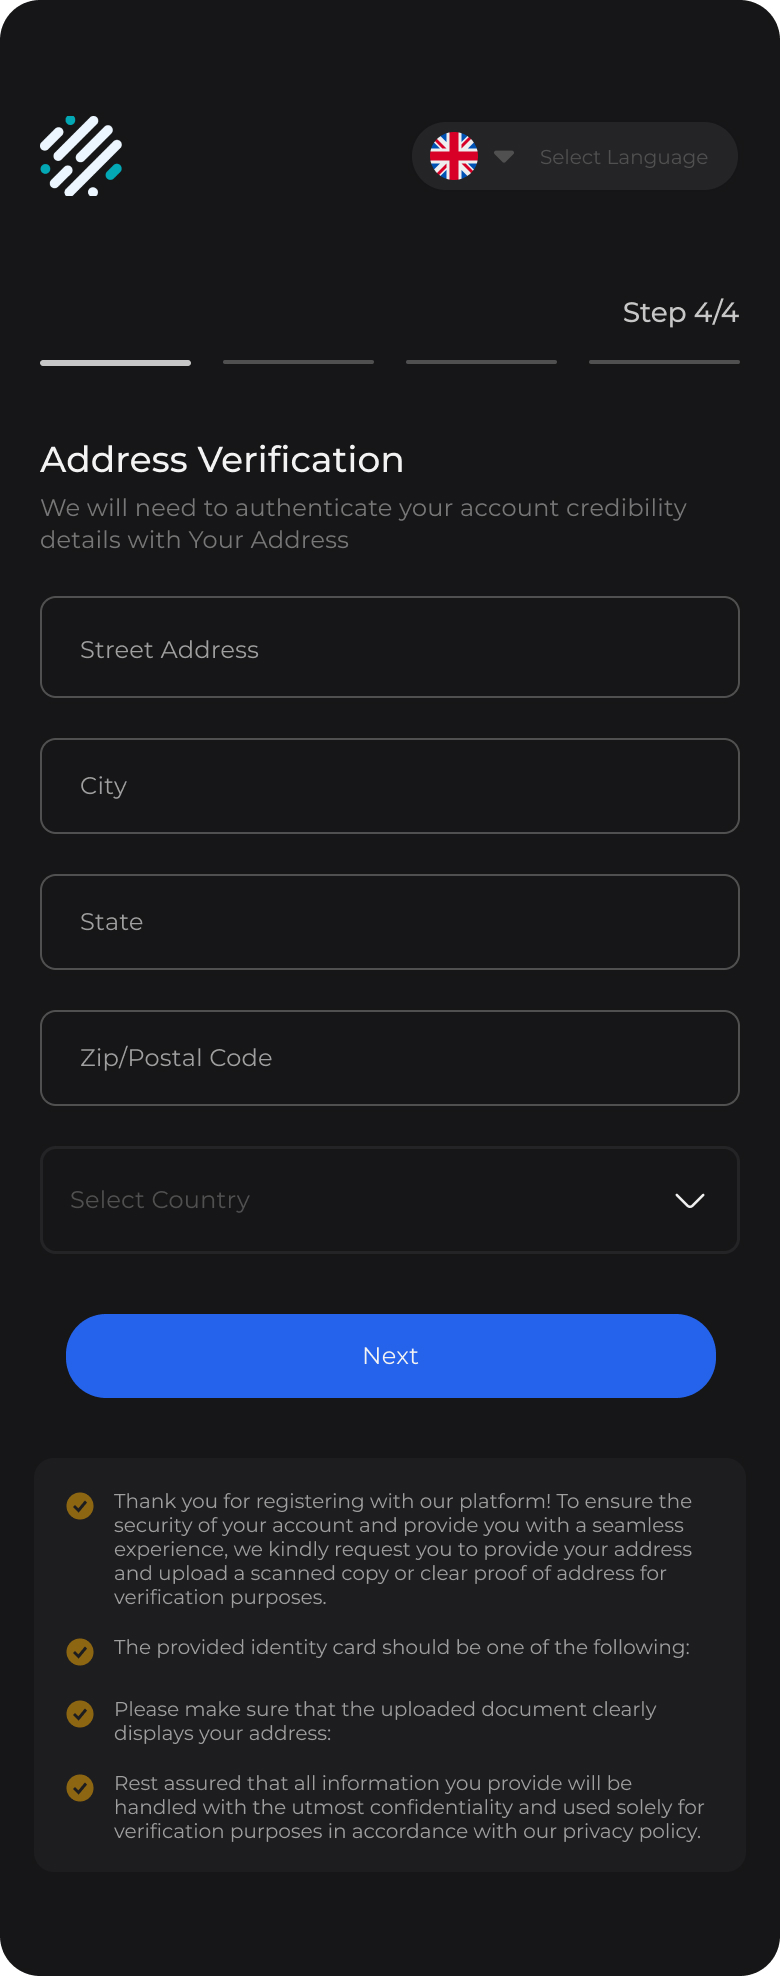 Select Language
Step 4/4
Address Verification
We will need to authenticate your account credibility
details with Your Address
Street Address
City
State
Zip/Postal Code
Select Country
Next
Thank you for registering with our platform! To ensure the
security of your account and provide you with a seamless
experience, we kindly request you to provide your address
and upload a scanned copy or clear proof of address for
verification purposes.
The provided identity card should be one of the following:
Please make sure that the uploaded document clearly
displays your address:
Rest assured that all information you provide will be
handled with the utmost confidentiality and used solely for
verification purposes in accordance with our privacy policy.